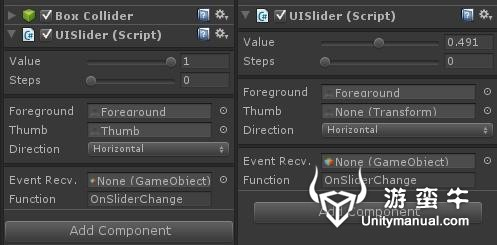 Box Collider
UISlider (Script)
Value 1
Steps 0
Foreground Foreground
Thumb Thumb
Direction Horizontal
Event Recv. None (GameObject)
Function OnSliderChange
Add Component
UISlider (Script)
Value 0.491
Steps 0
Foreground Foreground
Thumb None (Transform)
Direction Horizontal
Event Recv. None (GameObject)
Function OnSliderChange
Add Component
游蛮牛
Unitymanual.com